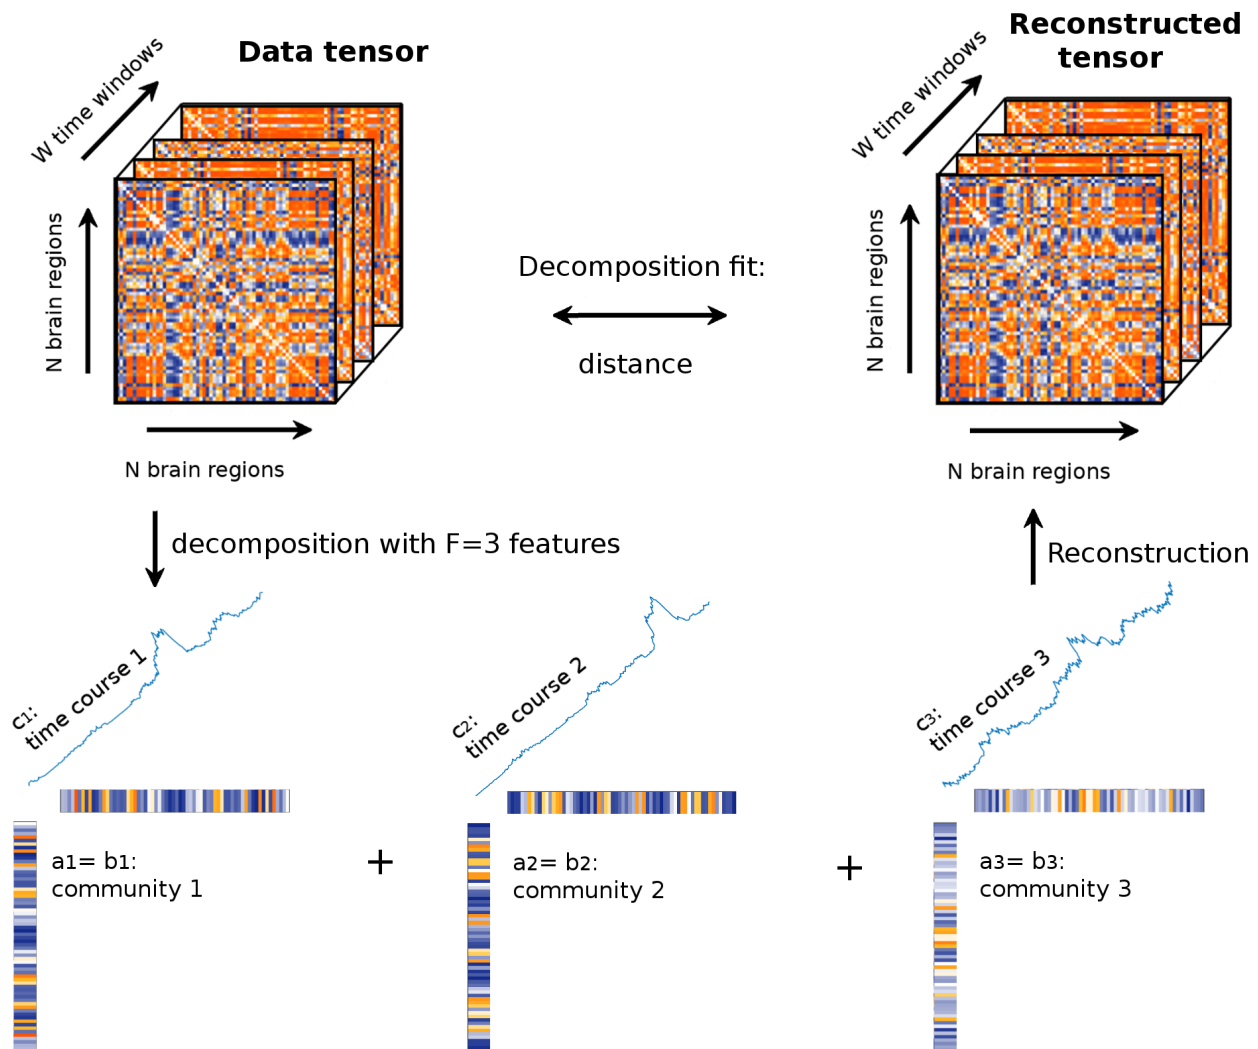 Data tensor
Reconstructed
tensor
W time windows
W time windows
N brain regions
N brain regions
Decomposition fit:
distance
N brain regions
N brain regions
decomposition with F=3 features
Reconstruction
c1:
time course 1
c2:
time course 2
c3:
time course 3
a1= b1:
community 1
+
a2= b2:
community 2
+
a3= b3:
community 3